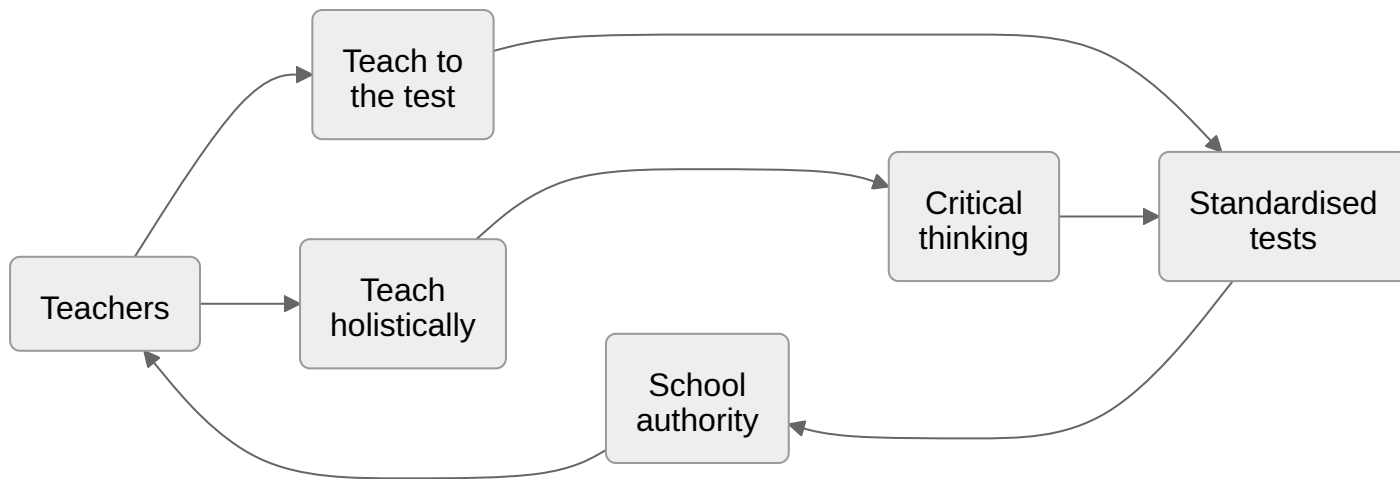 Teach to
the test
Critical
thinking
Standardised
tests
Teachers
Teach
holistically
School
authority